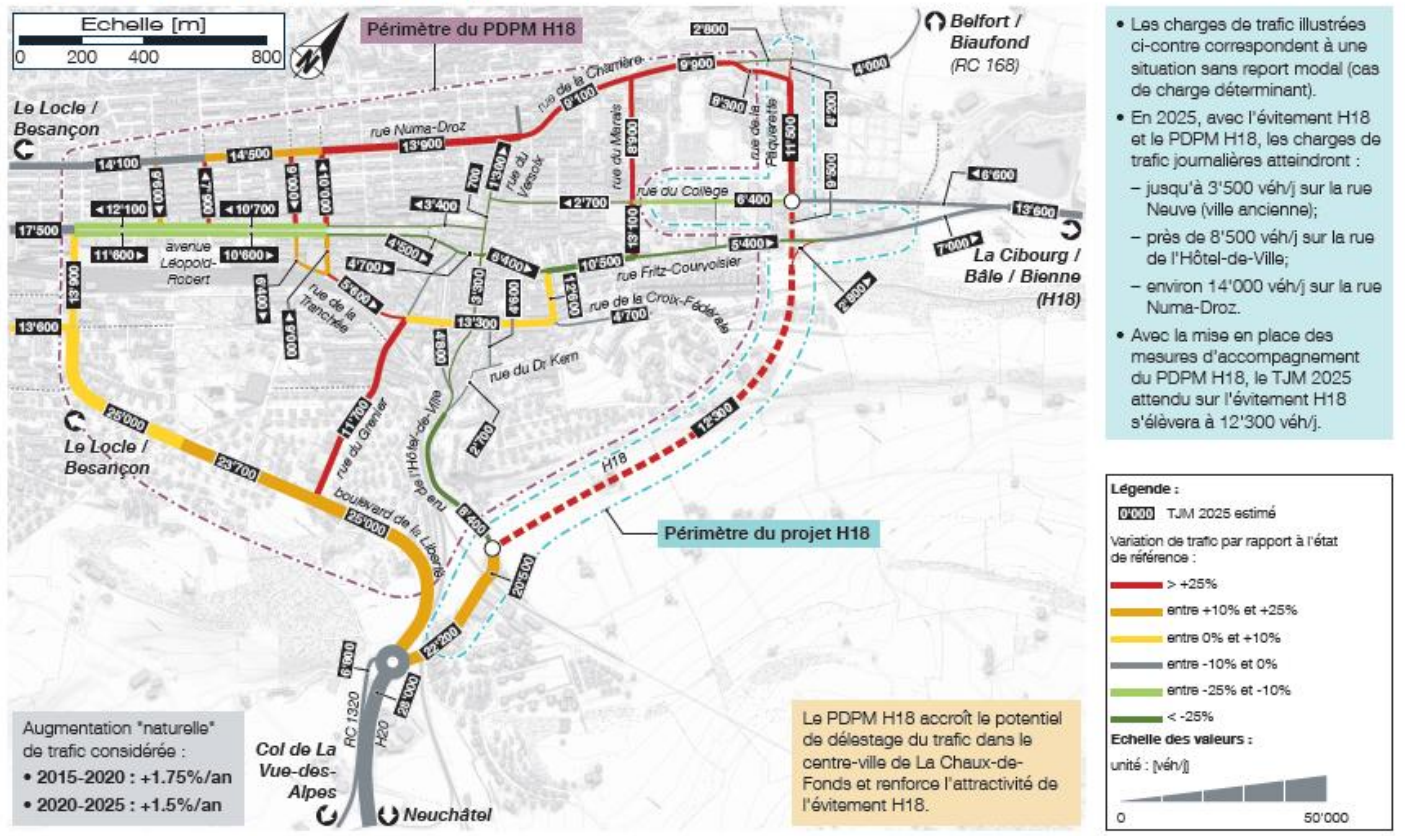 Echelle [m]
0 200 400 800
N
Périmètre du PDPM H18
2'800
Belfort /
Biaufond
(RC 168)
4'000
Le Locle /
Besançon
rue de la Charrière
9'900
9'100
8'300
4'200
rue Numa-Droz
14'100
14'500
13'900
rue du Marais
8'900
rue de la
Pâquerette
11'500
9'500
700
1'300
rue du
Versoix
rue du Collège
◄6'600
◄12'100
◄10'700
◄3'400
◄2'700
6'400
13'600
17'500
11'600►
avenue
Léopold-
Robert
10'600►
4'500►
4'700►
6'400►
13'100
5'400►
7'000►
10'500
rue Fritz-Courvoisier
La Cibourg /
Bâle / Bienne
(H18)
13'900
rue de la
Tranchée
5'600►
3'300
4'600
12'600
rue de la Croix-Fédérale
4'700
2'800►
13'600
13'300
rue du Dr Kern
2'700
11'700
rue du Grenier
rue de l'Hôtel-de-Ville
25'000
Le Locle /
Besançon
23'700
boulevard de la Liberté
25'000
8'400
12'300
H18
Périmètre du projet H18
20'500
22'200
RC 1320
H20
28'000
Col de La
Vue-des-
Alpes
Neuchâtel
Augmentation "naturelle"
de trafic considérée :
• 2015-2020 : +1.75%/an
• 2020-2025 : +1.5%/an
Le PDPM H18 accroît le potentiel
de délestage du trafic dans le
centre-ville de La Chaux-de-
Fonds et renforce l'attractivité de
l'évitement H18.
• Les charges de trafic illustrées
ci-contre correspondent à une
situation sans report modal (cas
de charge déterminant).
• En 2025, avec l'évitement H18
et le PDPM H18, les charges de
trafic journalières atteindront :
– jusqu'à 3'500 véh/j sur la rue
Neuve (ville ancienne);
– près de 8'500 véh/j sur la rue
de l'Hôtel-de-Ville;
– environ 14'000 véh/j sur la rue
Numa-Droz.
• Avec la mise en place des
mesures d'accompagnement
du PDPM H18, le TJM 2025
attendu sur l'évitement H18
s'élèvera à 12'300 véh/j.
Légende :
0'000 TJM 2025 estimé
Variation de trafic par rapport à l'état
de référence :
> +25%
entre +10% et +25%
entre 0% et +10%
entre -10% et 0%
entre -25% et -10%
< -25%
Echelle des valeurs :
unité : [véh/j]
0 50'000